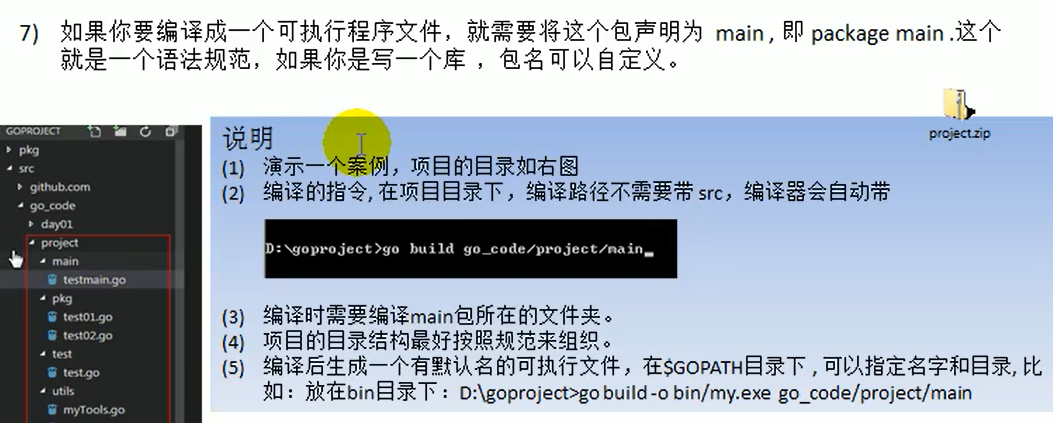 7) 如果你要编译成一个可执行程序文件，就需要将这个包声明为 main , 即 package main .这个
就是一个语法规范，如果你是写一个库 ，包名可以自定义。
project.zip
GOPROJECT
pkg
src
github.com
go_code
day01
project
main
testmain.go
pkg
test01.go
test02.go
test
test.go
utils
myTools.go
说明
(1) 演示一个案例，项目的目录如右图
(2) 编译的指令, 在项目目录下，编译路径不需要带 src，编译器会自动带
D:\goproject>go build go_code/project/main_
(3) 编译时需要编译main包所在的文件夹。
(4) 项目的目录结构最好按照规范来组织。
(5) 编译后生成一个有默认名的可执行文件，在$GOPATH目录下 , 可以指定名字和目录, 比
如：放在bin目录下：D:\goproject>go build -o bin/my.exe go_code/project/main